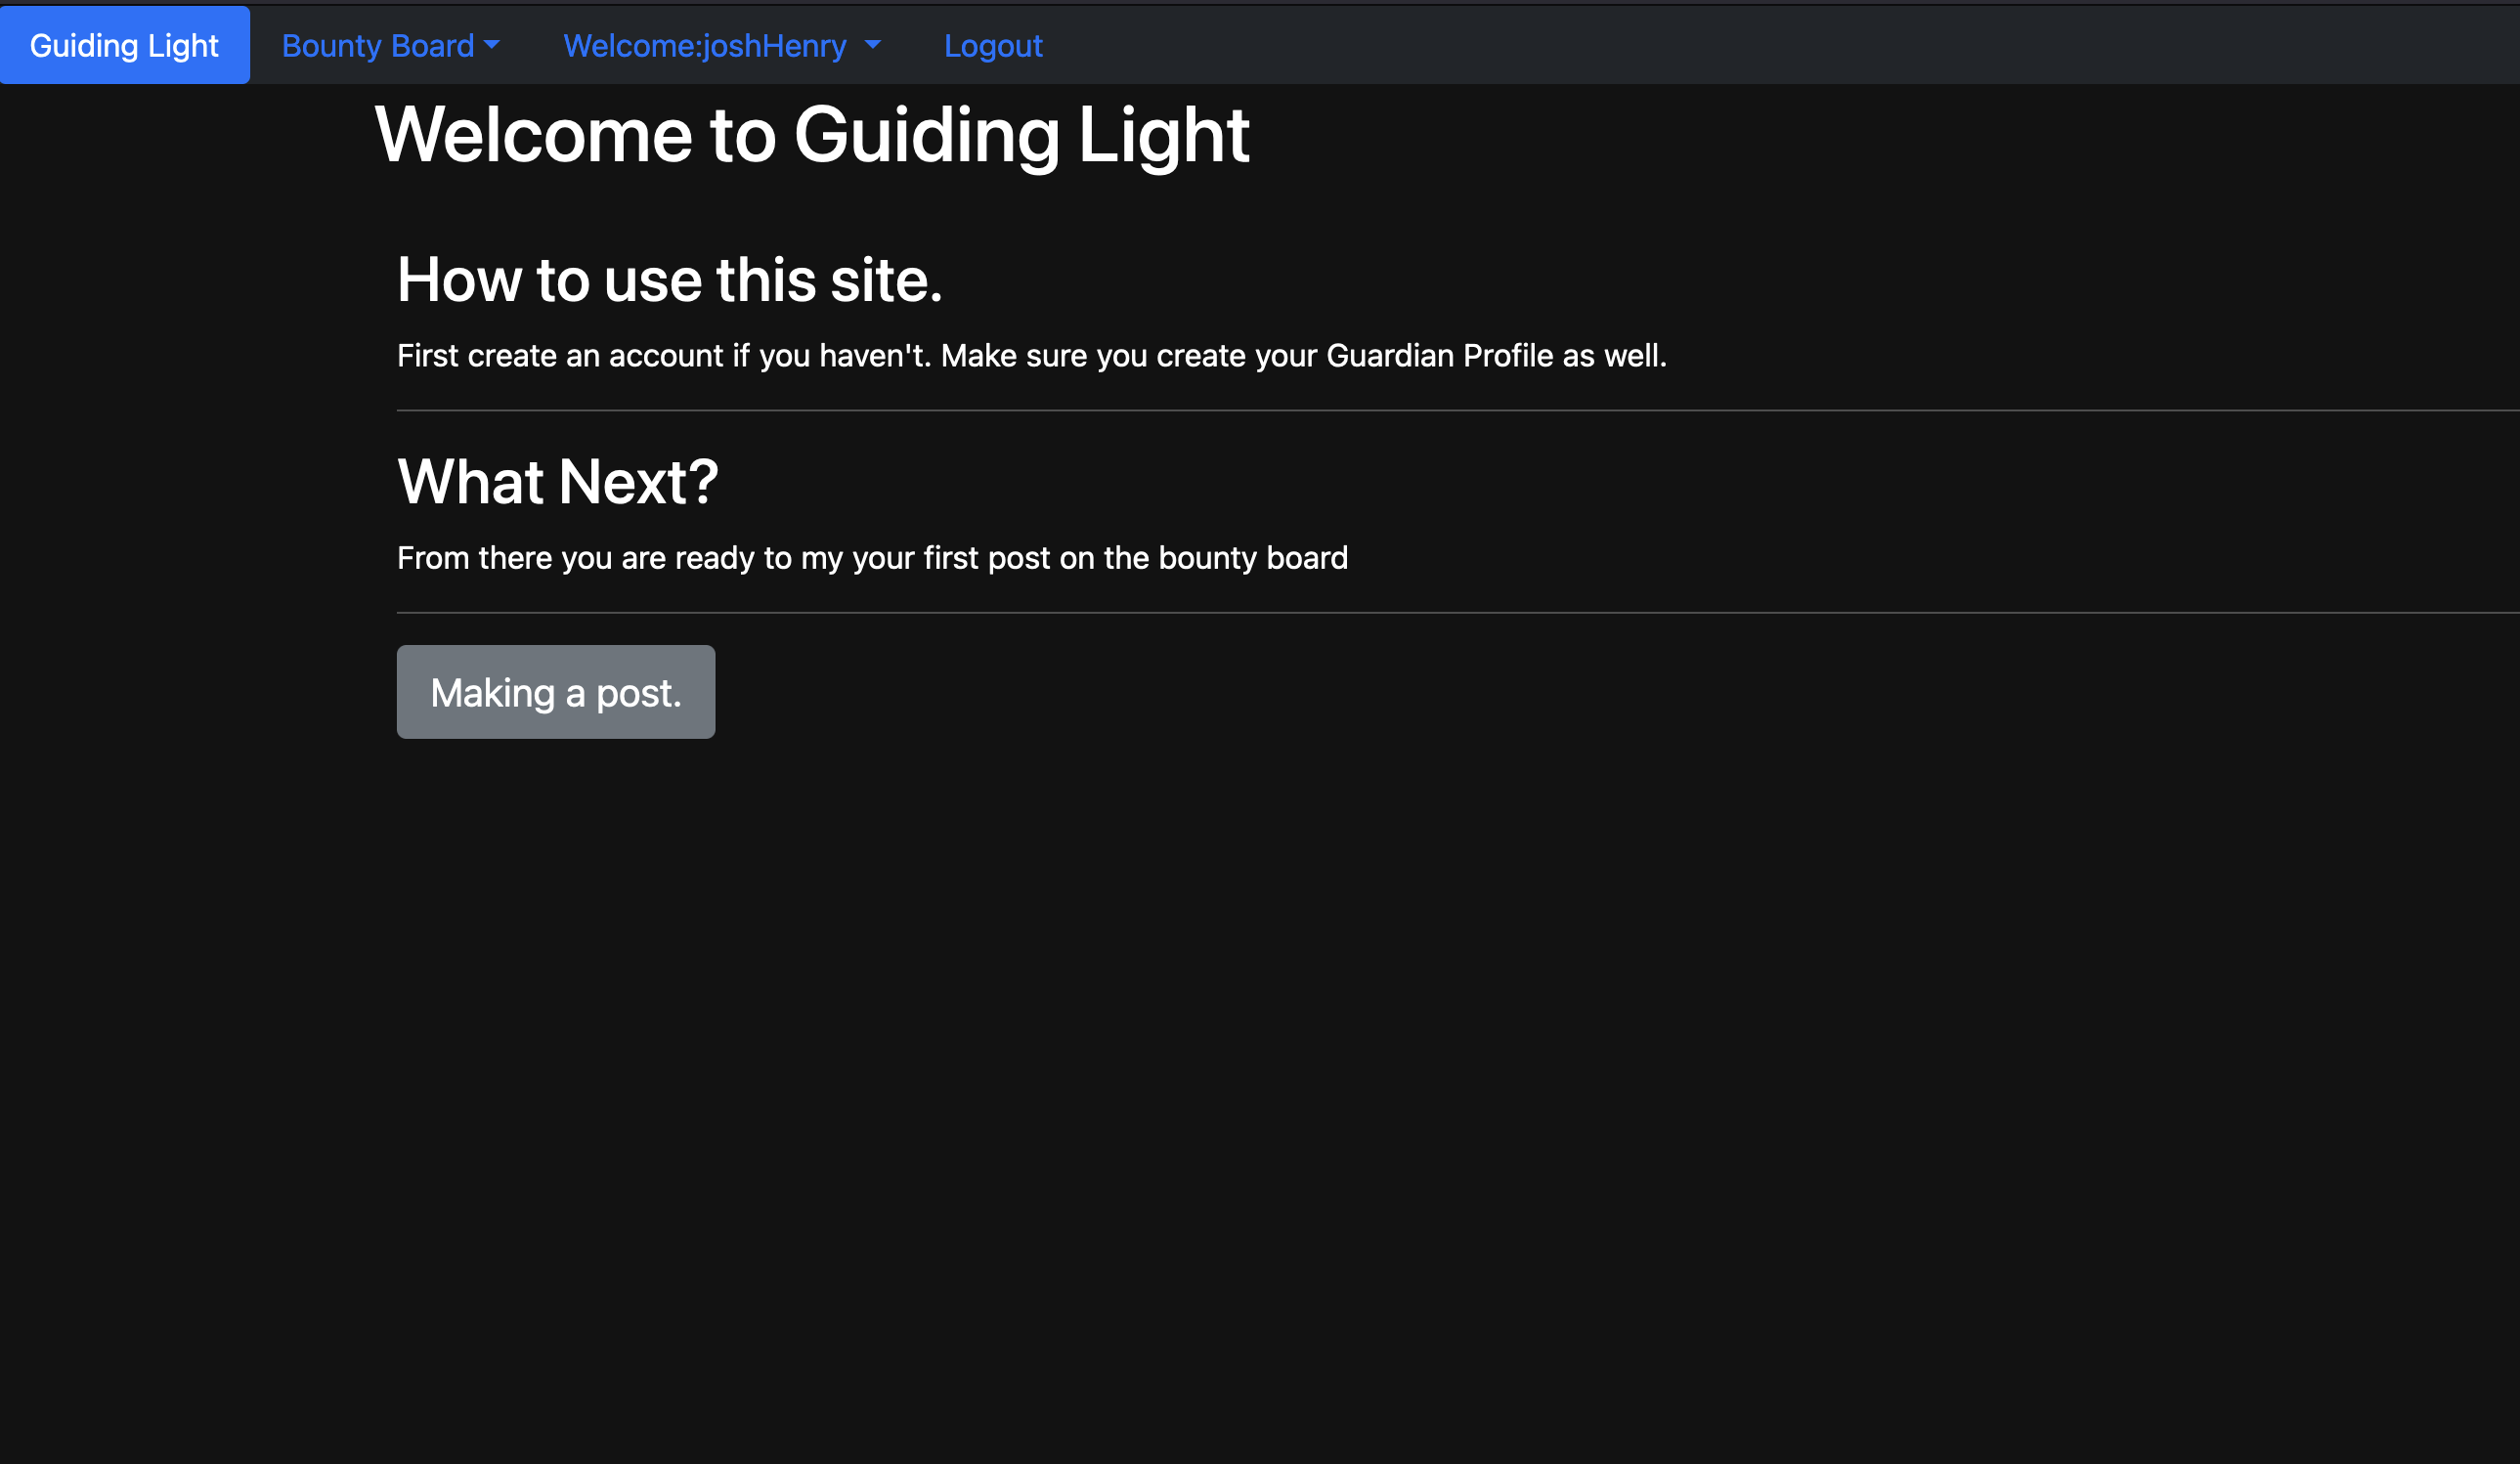 Guiding Light Bounty Board Welcome:joshHenry Logout
Welcome to Guiding Light
How to use this site.
First create an account if you haven't. Make sure you create your Guardian Profile as well.
What Next?
From there you are ready to my your first post on the bounty board
Making a post.